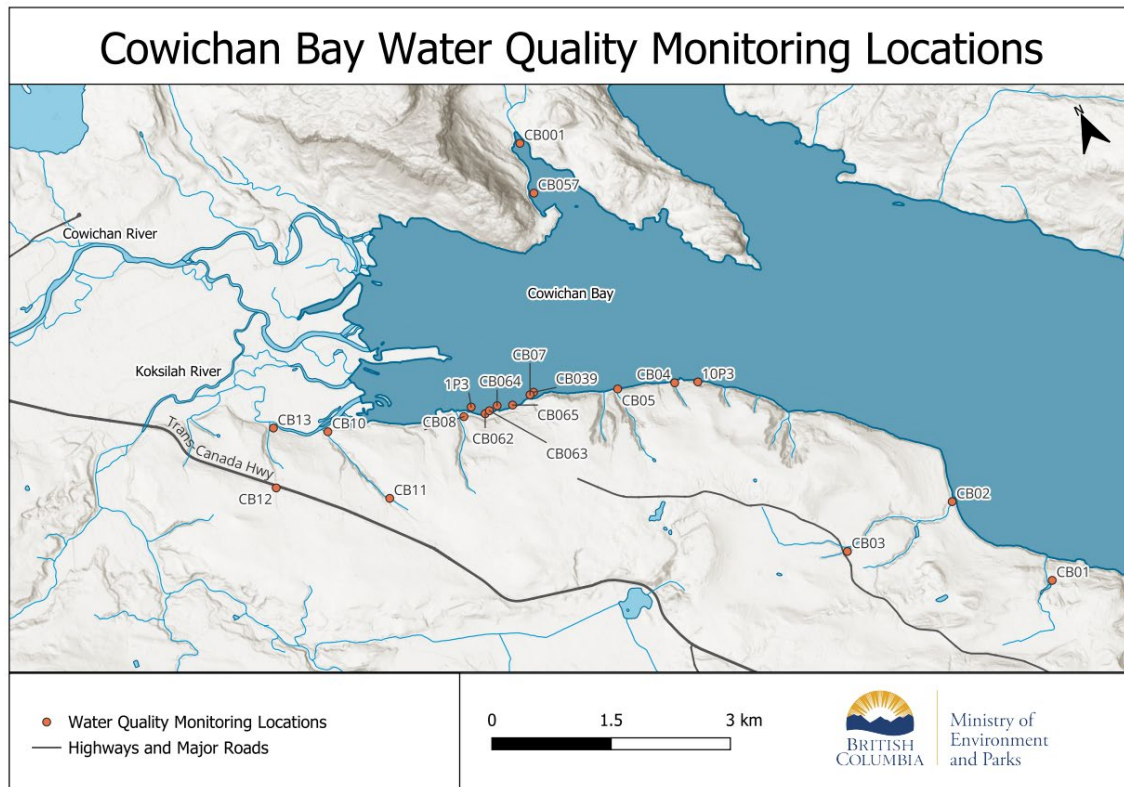 Cowichan Bay Water Quality Monitoring Locations
N
CB001
CB057
Cowichan River
Cowichan Bay
CB07
Koksilah River
1P3
CB064
CB039
CB04
10P3
CB05
CB13
CB10
CB08
CB065
CB062
CB063
Trans-Canada Hwy
CB12
CB11
CB02
CB03
CB01
Water Quality Monitoring Locations
Highways and Major Roads
0 1.5 3 km
BRITISH
COLUMBIA
Ministry of
Environment
and Parks